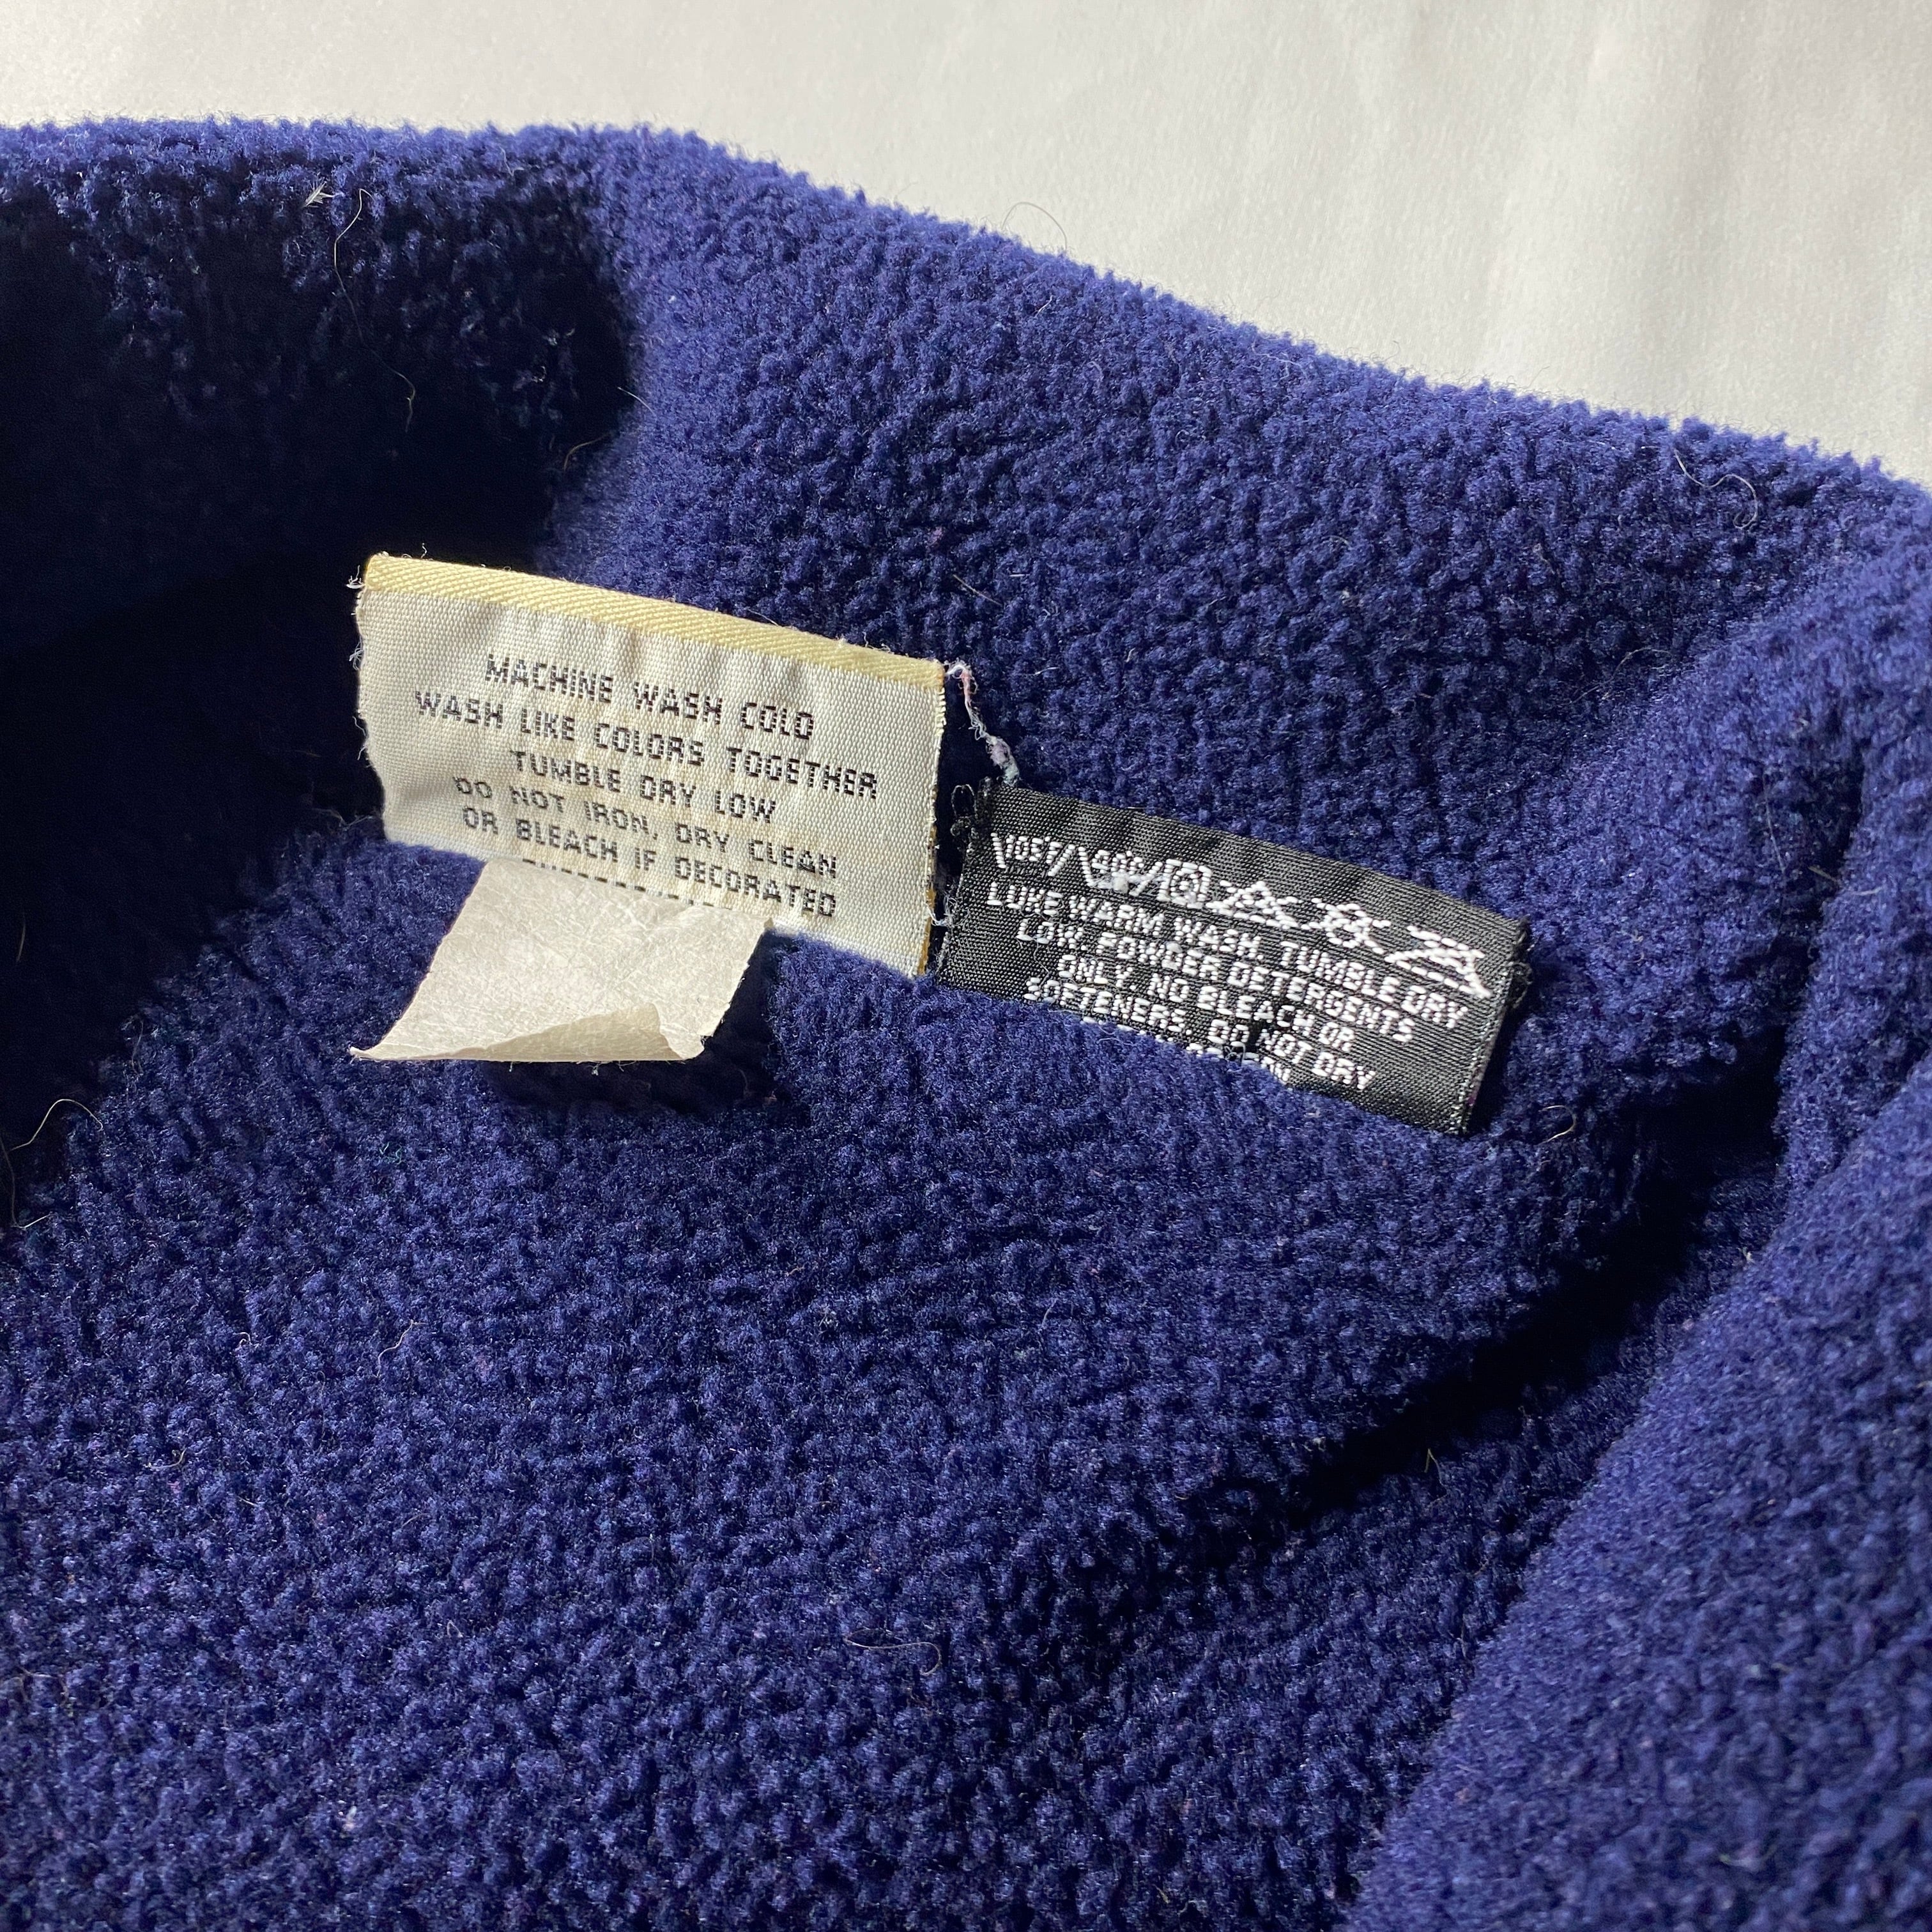 MACHINE WASH COLD
WASH LIKE COLORS TOGETHER
TUMBLE DRY LOW
DO NOT IRON, DRY CLEAN
OR BLEACH IF DECORATED
105F
LUKE WARM WASH, TUMBLE DRY
LOW, POWDER DETERGENTS
ONLY, NO BLEACH OR
SOFTENERS, DO NOT DRY